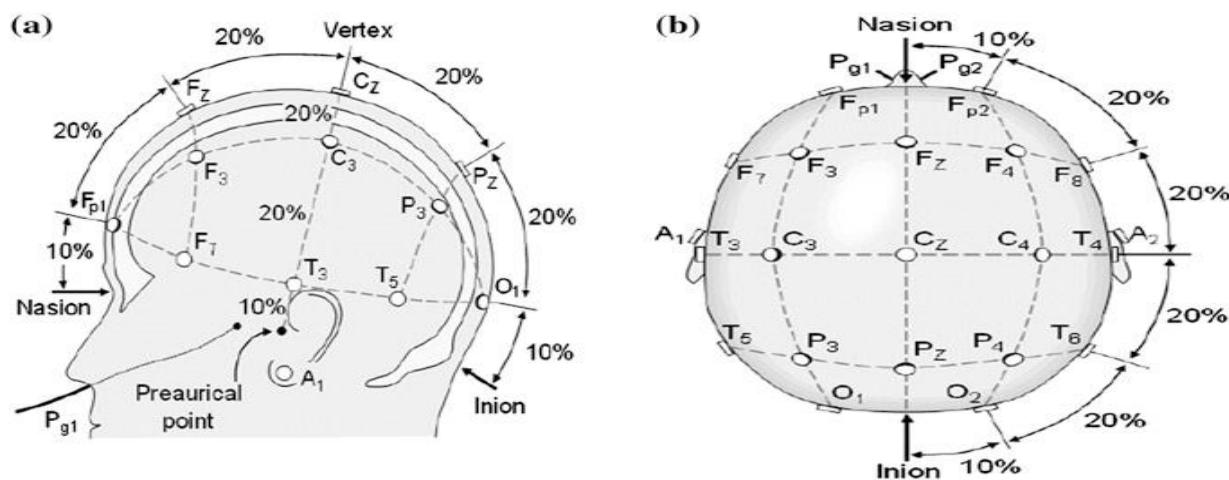 (a)
20%
Vertex
20%
F_Z
C_Z
20%
20%
F_3
C_3
P_Z
F_p1
20%
P_3
20%
10%
F_7
T_3
T_5
O_1
Nasion
10%
10%
A_1
Preaurical
point
Inion
P_g1
(b)
Nasion
10%
P_g1
P_g2
F_p1
F_p2
20%
F_7
F_3
F_Z
F_4
F_8
20%
A_1
T_3
C_3
C_Z
C_4
T_4
A_2
20%
T_5
P_3
P_Z
P_4
T_6
O_1
O_2
20%
Inion
10%